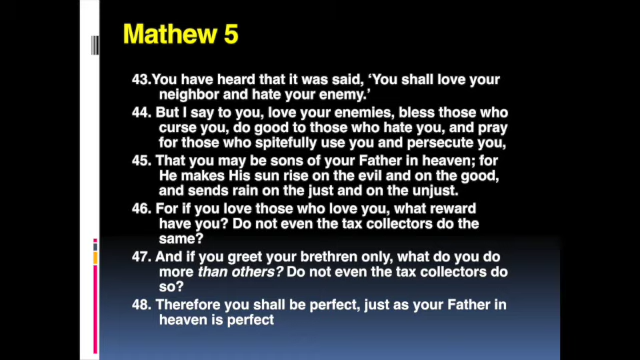 Mathew 5
43.You have heard that it was said, ‘You shall love your
neighbor and hate your enemy.’
44. But I say to you, love your enemies, bless those who
curse you, do good to those who hate you, and pray
for those who spitefully use you and persecute you,
45. That you may be sons of your Father in heaven; for
He makes His sun rise on the evil and on the good,
and sends rain on the just and on the unjust.
46. For if you love those who love you, what reward
have you? Do not even the tax collectors do the
same?
47. And if you greet your brethren only, what do you do
more than others? Do not even the tax collectors do
so?
48. Therefore you shall be perfect, just as your Father in
heaven is perfect